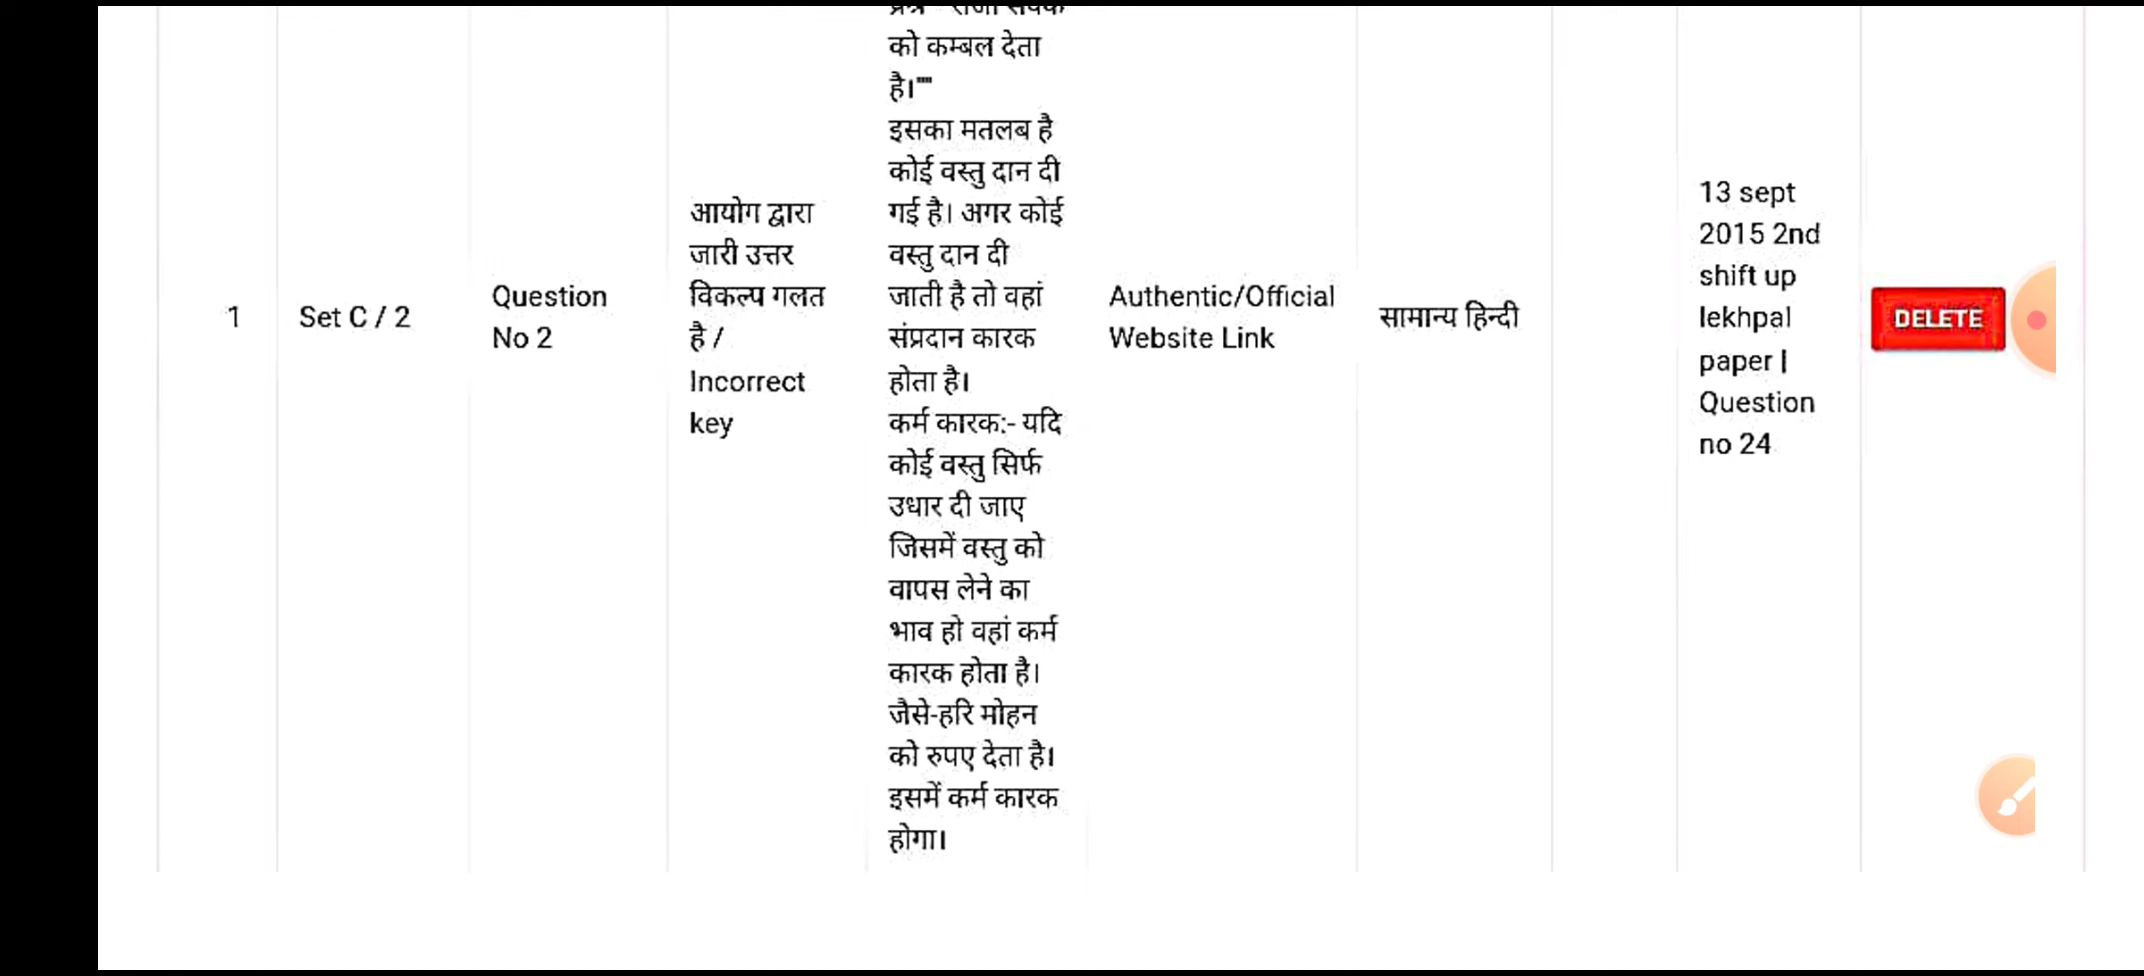 को कम्बल देता
है।""
इसका मतलब है
कोई वस्तु दान दी
गई है। अगर कोई
वस्तु दान दी
जाती है तो वहां
संप्रदान कारक
होता है।
कर्म कारक:- यदि
कोई वस्तु सिर्फ
उधार दी जाए
जिसमें वस्तु को
वापस लेने का
भाव हो वहां कर्म
कारक होता है।
जैसे-हरि मोहन
को रुपए देता है।
इसमें कर्म कारक
होगा।
1
Set C / 2
Question
No 2
आयोग द्वारा
जारी उत्तर
विकल्प गलत
है /
Incorrect
key
Authentic/Official
Website Link
सामान्य हिन्दी
13 sept
2015 2nd
shift up
lekhpal
paper |
Question
no 24
DELETE